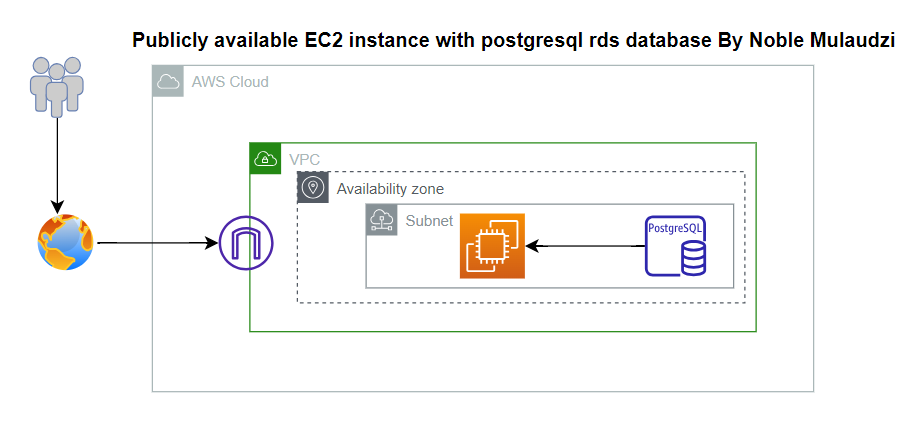 Publicly available EC2 instance with postgresql rds database By Noble Mulaudzi
AWS Cloud
VPC
Availability zone
Subnet
PostgreSQL